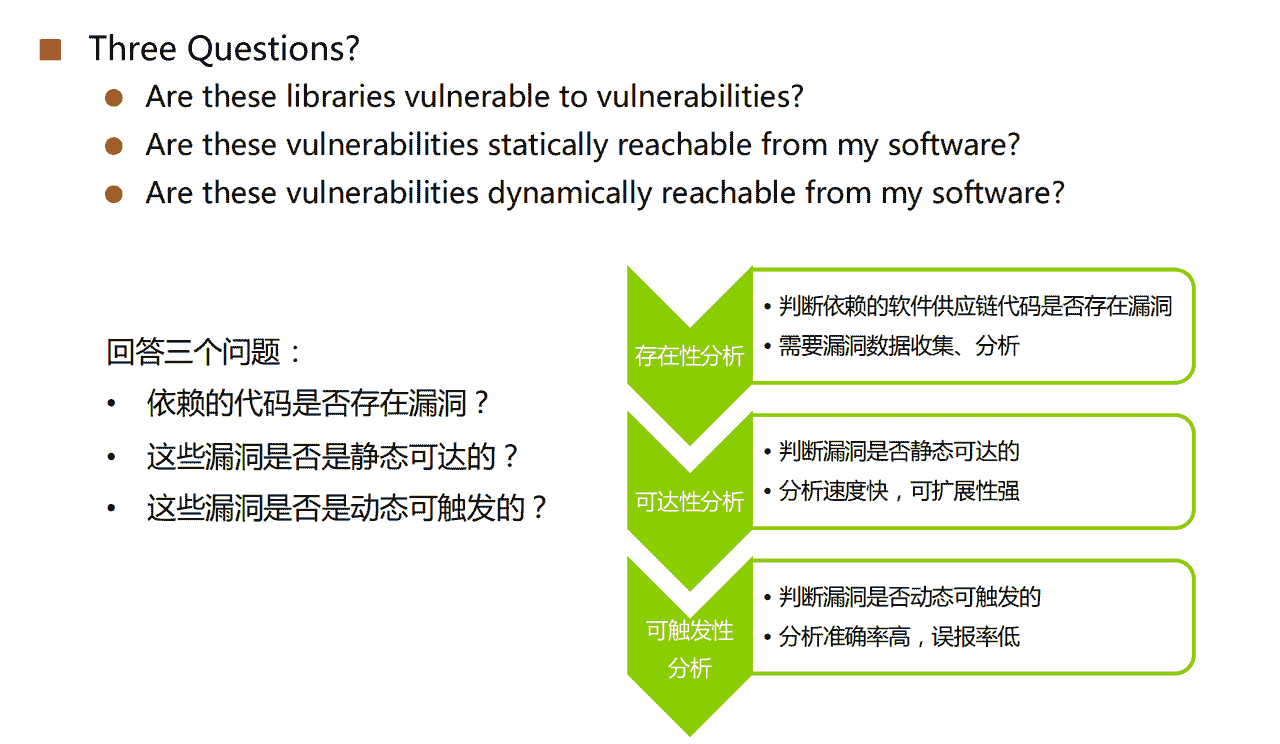 Three Questions?
Are these libraries vulnerable to vulnerabilities?
Are these vulnerabilities statically reachable from my software?
Are these vulnerabilities dynamically reachable from my software?
回答三个问题：
• 依赖的代码是否存在漏洞？
• 这些漏洞是否是静态可达的？
• 这些漏洞是否是动态可触发的？
存在性分析
• 判断依赖的软件供应链代码是否存在漏洞
• 需要漏洞数据收集、分析
可达性分析
• 判断漏洞是否静态可达的
• 分析速度快，可扩展性强
可触发性
分析
• 判断漏洞是否动态可触发的
• 分析准确率高，误报率低